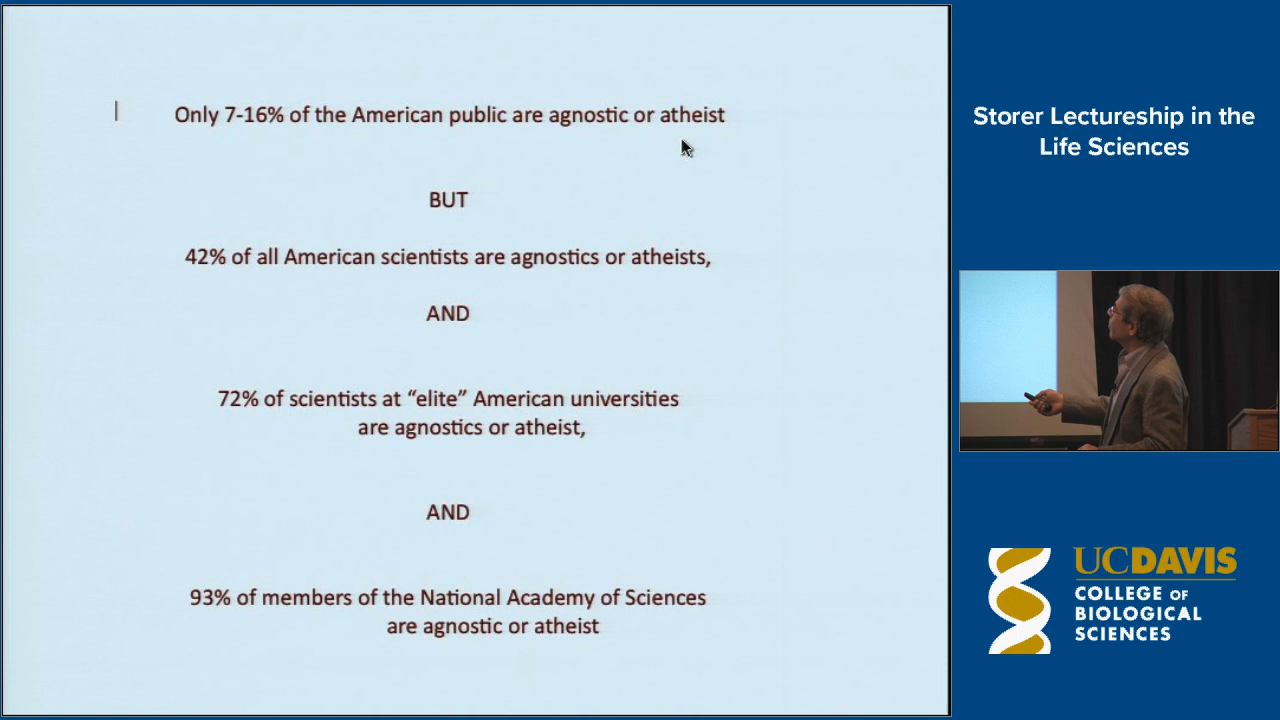 Only 7-16% of the American public are agnostic or atheist
BUT
42% of all American scientists are agnostics or atheists,
AND
72% of scientists at “elite” American universities
are agnostics or atheist,
AND
93% of members of the National Academy of Sciences
are agnostic or atheist
Storer Lectureship in the
Life Sciences
UCDAVIS
COLLEGE OF
BIOLOGICAL
SCIENCES